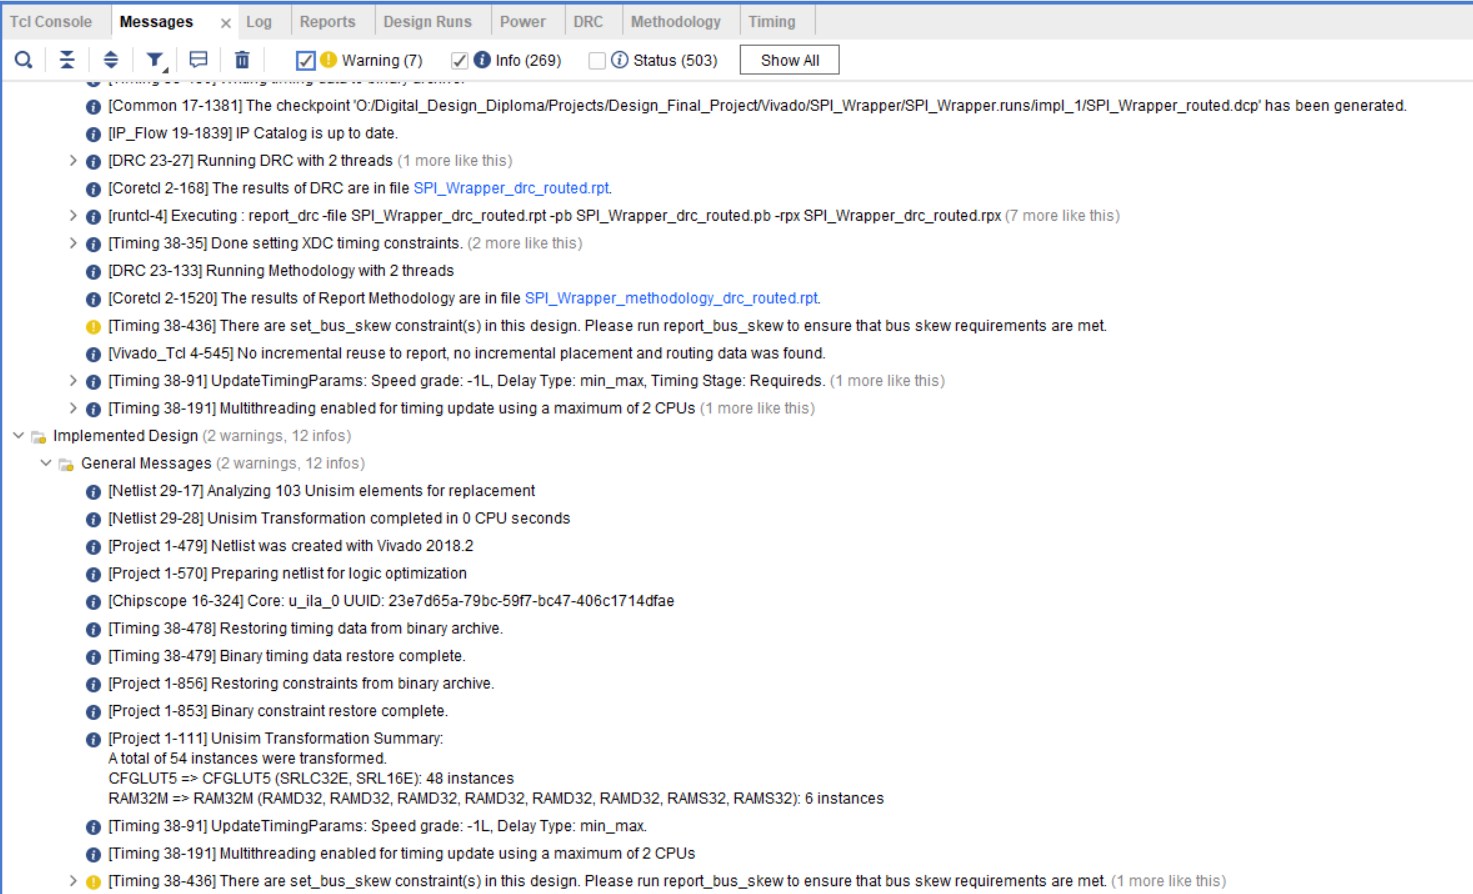 Tcl Console Messages × Log Reports Design Runs Power DRC Methodology Timing
Warning (7) Info (269) Status (503) Show All
[Common 17-1381] The checkpoint 'O:/Digital_Design_Diploma/Projects/Design_Final_Project/Vivado/SPI_Wrapper/SPI_Wrapper.runs/impl_1/SPI_Wrapper_routed.dcp' has been generated.
[IP_Flow 19-1839] IP Catalog is up to date.
[DRC 23-27] Running DRC with 2 threads (1 more like this)
[Coretcl 2-168] The results of DRC are in file SPI_Wrapper_drc_routed.rpt.
[runtcl-4] Executing : report_drc -file SPI_Wrapper_drc_routed.rpt -pb SPI_Wrapper_drc_routed.pb -rpx SPI_Wrapper_drc_routed.rpx (7 more like this)
[Timing 38-35] Done setting XDC timing constraints. (2 more like this)
[DRC 23-133] Running Methodology with 2 threads
[Coretcl 2-1520] The results of Report Methodology are in file SPI_Wrapper_methodology_drc_routed.rpt.
[Timing 38-436] There are set_bus_skew constraint(s) in this design. Please run report_bus_skew to ensure that bus skew requirements are met.
[Vivado_Tcl 4-545] No incremental reuse to report, no incremental placement and routing data was found.
[Timing 38-91] UpdateTimingParams: Speed grade: -1L, Delay Type: min_max, Timing Stage: Requireds. (1 more like this)
[Timing 38-191] Multithreading enabled for timing update using a maximum of 2 CPUs (1 more like this)
Implemented Design (2 warnings, 12 infos)
General Messages (2 warnings, 12 infos)
[Netlist 29-17] Analyzing 103 Unisim elements for replacement
[Netlist 29-28] Unisim Transformation completed in 0 CPU seconds
[Project 1-479] Netlist was created with Vivado 2018.2
[Project 1-570] Preparing netlist for logic optimization
[Chipscope 16-324] Core: u_ila_0 UUID: 23e7d65a-79bc-59f7-bc47-406c1714dfae
[Timing 38-478] Restoring timing data from binary archive.
[Timing 38-479] Binary timing data restore complete.
[Project 1-856] Restoring constraints from binary archive.
[Project 1-853] Binary constraint restore complete.
[Project 1-111] Unisim Transformation Summary:
A total of 54 instances were transformed.
CFGLUT5 => CFGLUT5 (SRLC32E, SRL16E): 48 instances
RAM32M => RAM32M (RAMD32, RAMD32, RAMD32, RAMD32, RAMD32, RAMD32, RAMS32, RAMS32): 6 instances
[Timing 38-91] UpdateTimingParams: Speed grade: -1L, Delay Type: min_max.
[Timing 38-191] Multithreading enabled for timing update using a maximum of 2 CPUs
[Timing 38-436] There are set_bus_skew constraint(s) in this design. Please run report_bus_skew to ensure that bus skew requirements are met. (1 more like this)